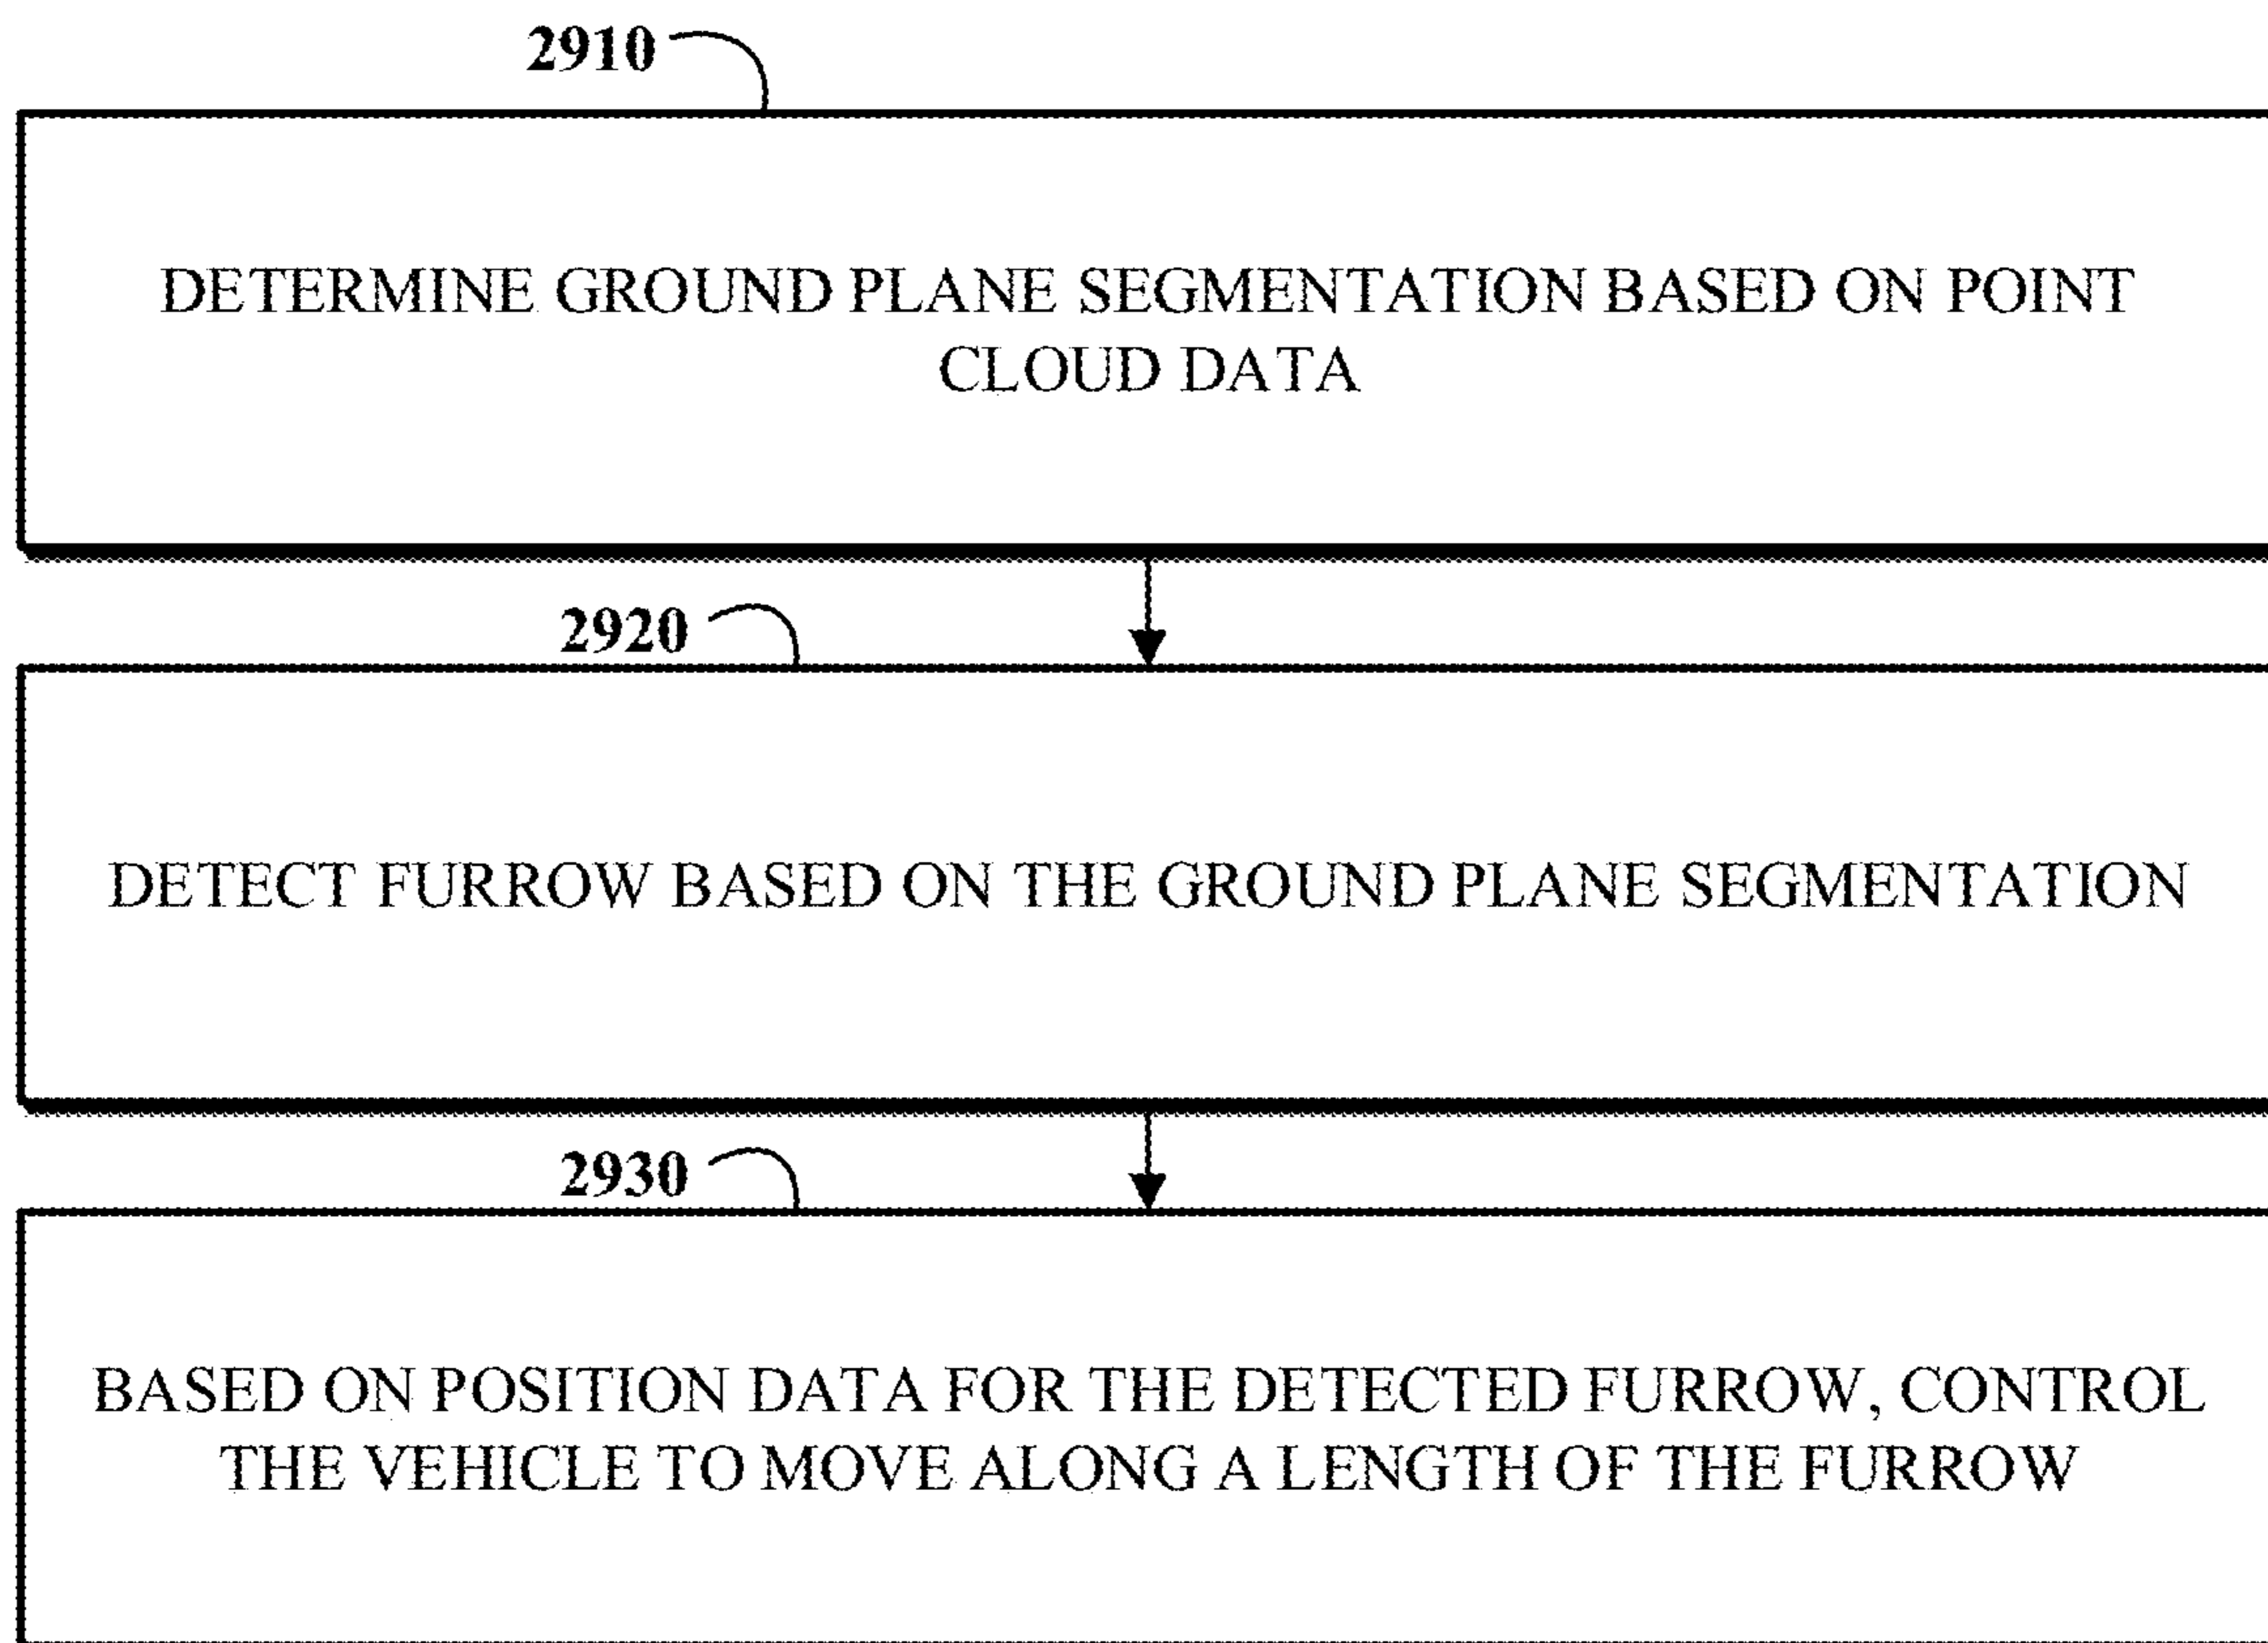 2910
DETERMINE GROUND PLANE SEGMENTATION BASED ON POINT
CLOUD DATA
2920
DETECT FURROW BASED ON THE GROUND PLANE SEGMENTATION
2930
BASED ON POSITION DATA FOR THE DETECTED FURROW, CONTROL
THE VEHICLE TO MOVE ALONG A LENGTH OF THE FURROW